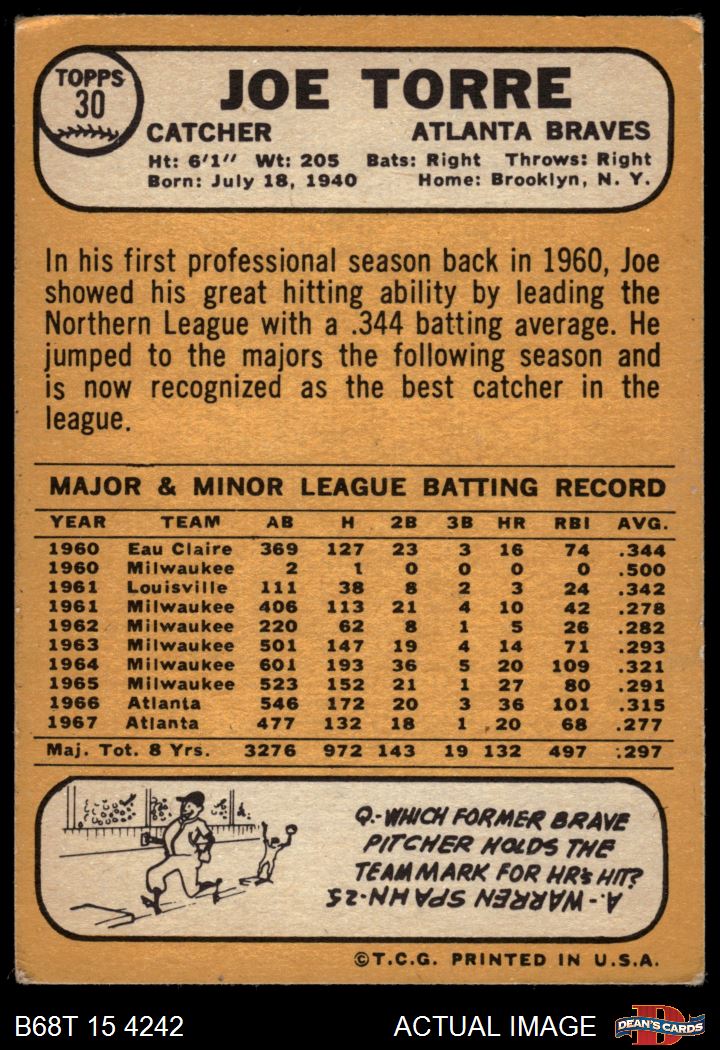 TOPPS
30
JOE TORRE
CATCHER ATLANTA BRAVES
Ht: 6'1" Wt: 205 Bats: Right Throws: Right
Born: July 18, 1940 Home: Brooklyn, N. Y.
In his first professional season back in 1960, Joe
showed his great hitting ability by leading the
Northern League with a .344 batting average. He
jumped to the majors the following season and
is now recognized as the best catcher in the
league.
MAJOR & MINOR LEAGUE BATTING RECORD
YEAR TEAM AB H 2B 3B HR RBI AVG.
1960 Eau Claire 369 127 23 3 16 74 .344
1960 Milwaukee 2 1 0 0 0 0 .500
1961 Louisville 111 38 8 2 3 24 .342
1961 Milwaukee 406 113 21 4 10 42 .278
1962 Milwaukee 220 62 8 1 5 26 .282
1963 Milwaukee 501 147 19 4 14 71 .293
1964 Milwaukee 601 193 36 5 20 109 .321
1965 Milwaukee 523 152 21 1 27 80 .291
1966 Atlanta 546 172 20 3 36 101 .315
1967 Atlanta 477 132 18 1 20 68 .277
Maj. Tot. 8 Yrs. 3276 972 143 19 132 497 .297
Q.-WHICH FORMER BRAVE
PITCHER HOLDS THE
TEAM MARK FOR HR's HIT?
A.-WARREN SPAHN-25
©T.C.G. PRINTED IN U.S.A.
B68T 15 4242 ACTUAL IMAGE
D
DEAN'S CARDS